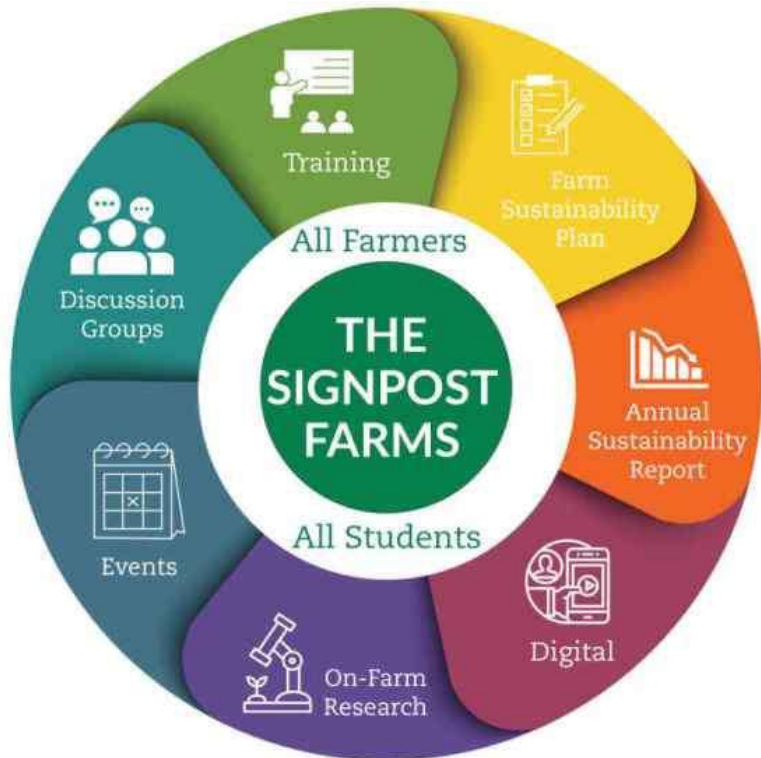 Training
Farm
Sustainability
Plan
Annual
Sustainability
Report
Digital
On-Farm
Research
Events
Discussion
Groups
All Farmers
THE
SIGNPOST
FARMS
All Students